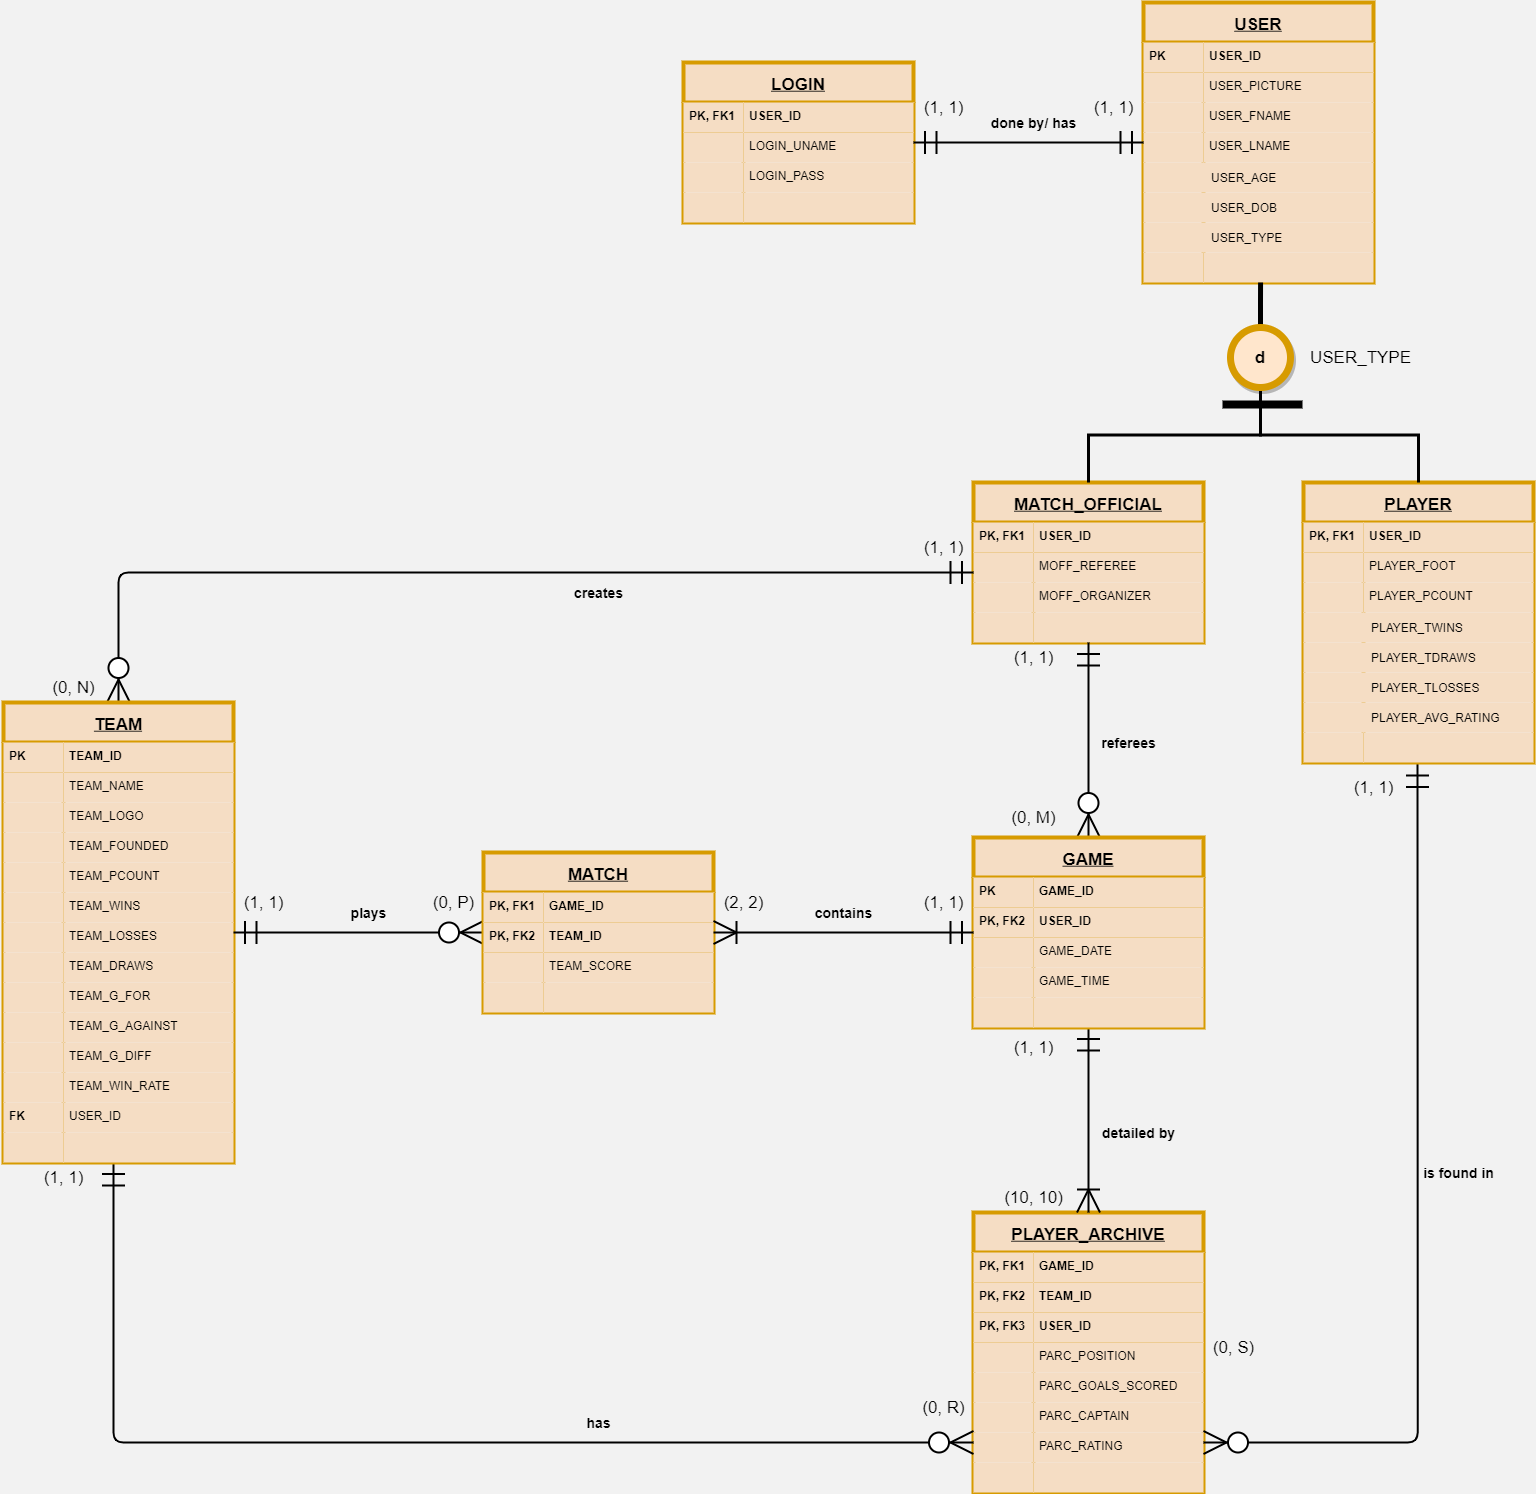 USER
PK USER_ID
USER_PICTURE
USER_FNAME
USER_LNAME
USER_AGE
USER_DOB
USER_TYPE
LOGIN
PK, FK1 USER_ID
LOGIN_UNAME
LOGIN_PASS
(1, 1) (1, 1)
done by/ has
d USER_TYPE
MATCH_OFFICIAL
PK, FK1 USER_ID
MOFF_REFEREE
MOFF_ORGANIZER
PLAYER
PK, FK1 USER_ID
PLAYER_FOOT
PLAYER_PCOUNT
PLAYER_TWINS
PLAYER_TDRAWS
PLAYER_TLOSSES
PLAYER_AVG_RATING
(1, 1)
creates
(0, N)
(1, 1)
referees
(0, M)
(1, 1)
TEAM
PK TEAM_ID
TEAM_NAME
TEAM_LOGO
TEAM_FOUNDED
TEAM_PCOUNT
TEAM_WINS
TEAM_LOSSES
TEAM_DRAWS
TEAM_G_FOR
TEAM_G_AGAINST
TEAM_G_DIFF
TEAM_WIN_RATE
FK USER_ID
(1, 1) plays (0, P)
MATCH
PK, FK1 GAME_ID
PK, FK2 TEAM_ID
TEAM_SCORE
(2, 2) contains (1, 1)
GAME
PK GAME_ID
PK, FK2 USER_ID
GAME_DATE
GAME_TIME
(1, 1)
detailed by
(10, 10)
is found in
(1, 1)
has
(0, R)
PLAYER_ARCHIVE
PK, FK1 GAME_ID
PK, FK2 TEAM_ID
PK, FK3 USER_ID
PARC_POSITION
PARC_GOALS_SCORED
PARC_CAPTAIN
PARC_RATING
(0, S)